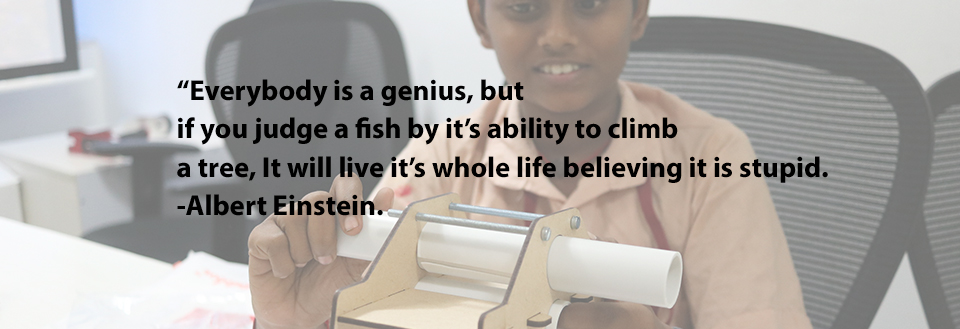 “Everybody is a genius, but
if you judge a fish by it’s ability to climb
a tree, It will live it’s whole life believing it is stupid.
-Albert Einstein.